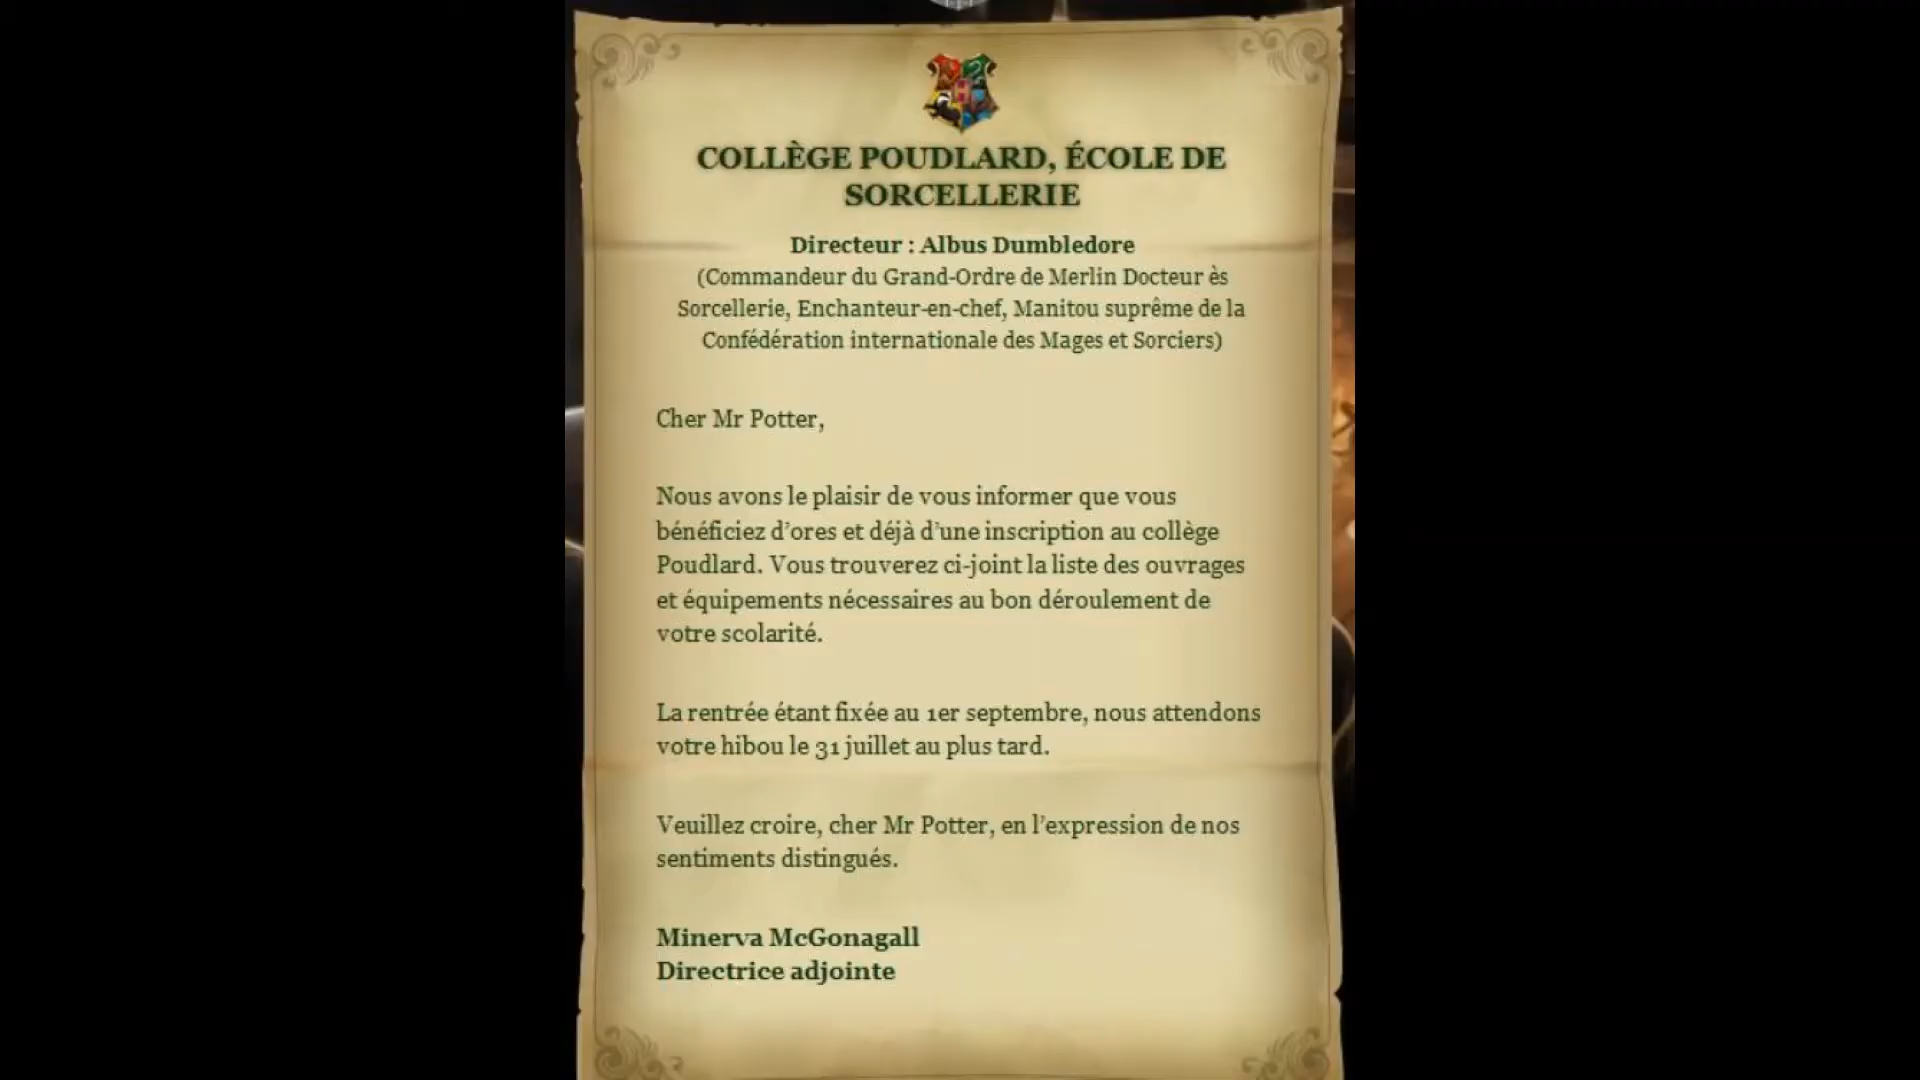 COLLÈGE POUDLARD, ÉCOLE DE
SORCELLERIE
Directeur : Albus Dumbledore
(Commandeur du Grand-Ordre de Merlin Docteur ès
Sorcellerie, Enchanteur-en-chef, Manitou suprême de la
Confédération internationale des Mages et Sorciers)
Cher Mr Potter,
Nous avons le plaisir de vous informer que vous
bénéficiez d’ores et déjà d’une inscription au collège
Poudlard. Vous trouverez ci-joint la liste des ouvrages
et équipements nécessaires au bon déroulement de
votre scolarité.
La rentrée étant fixée au 1er septembre, nous attendons
votre hibou le 31 juillet au plus tard.
Veuillez croire, cher Mr Potter, en l’expression de nos
sentiments distingués.
Minerva McGonagall
Directrice adjointe